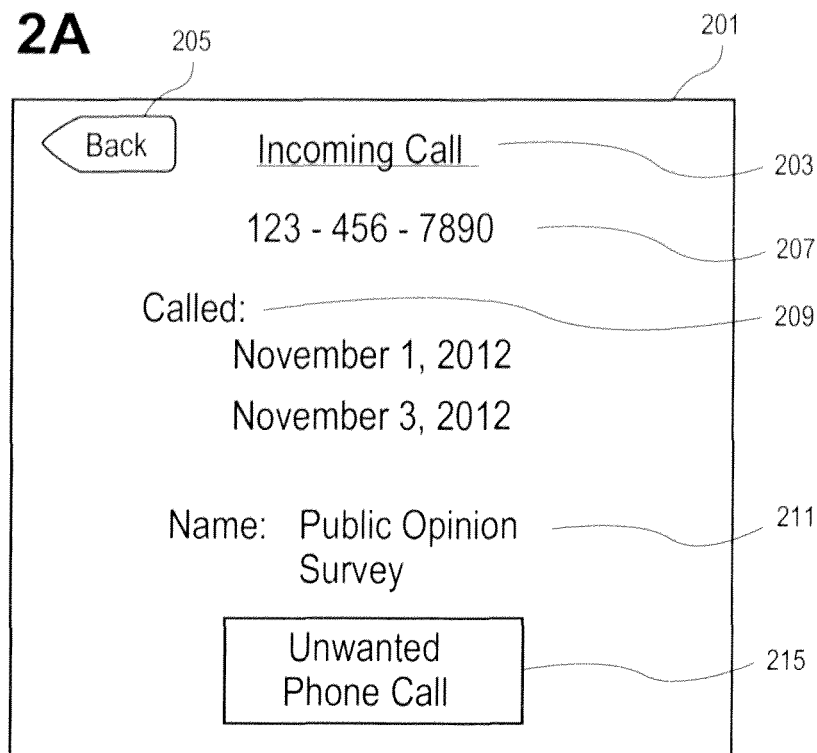 2A
205
201
Back
Incoming Call
203
123 - 456 - 7890
207
Called:
209
November 1, 2012
November 3, 2012
Name: Public Opinion
211
Survey
Unwanted
Phone Call
215